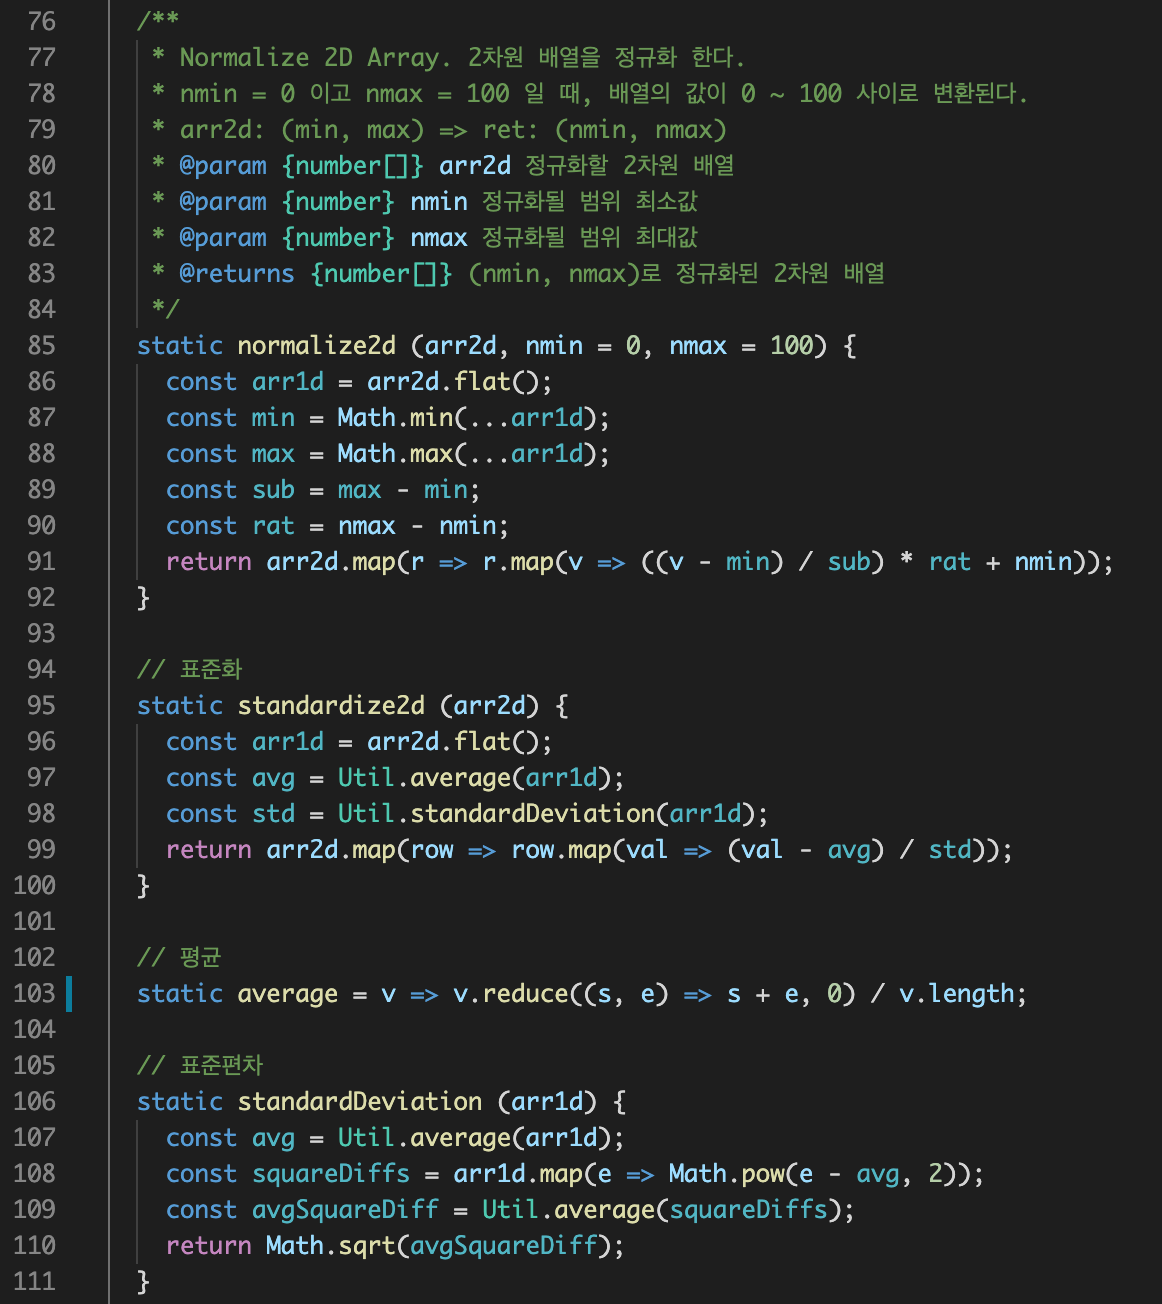 76 /**
77 * Normalize 2D Array. 2차원 배열을 정규화 한다.
78 * nmin = 0 이고 nmax = 100 일 때, 배열의 값이 0 ~ 100 사이로 변환된다.
79 * arr2d: (min, max) => ret: (nmin, nmax)
80 * @param {number[]} arr2d 정규화할 2차원 배열
81 * @param {number} nmin 정규화될 범위 최소값
82 * @param {number} nmax 정규화될 범위 최대값
83 * @returns {number[]} (nmin, nmax)로 정규화된 2차원 배열
84 */
85 static normalize2d (arr2d, nmin = 0, nmax = 100) {
86 const arr1d = arr2d.flat();
87 const min = Math.min(...arr1d);
88 const max = Math.max(...arr1d);
89 const sub = max - min;
90 const rat = nmax - nmin;
91 return arr2d.map(r => r.map(v => ((v - min) / sub) * rat + nmin));
92 }
93
94 // 표준화
95 static standardize2d (arr2d) {
96 const arr1d = arr2d.flat();
97 const avg = Util.average(arr1d);
98 const std = Util.standardDeviation(arr1d);
99 return arr2d.map(row => row.map(val => (val - avg) / std));
100 }
101
102 // 평균
103 static average = v => v.reduce((s, e) => s + e, 0) / v.length;
104
105 // 표준편차
106 static standardDeviation (arr1d) {
107 const avg = Util.average(arr1d);
108 const squareDiffs = arr1d.map(e => Math.pow(e - avg, 2));
109 const avgSquareDiff = Util.average(squareDiffs);
110 return Math.sqrt(avgSquareDiff);
111 }